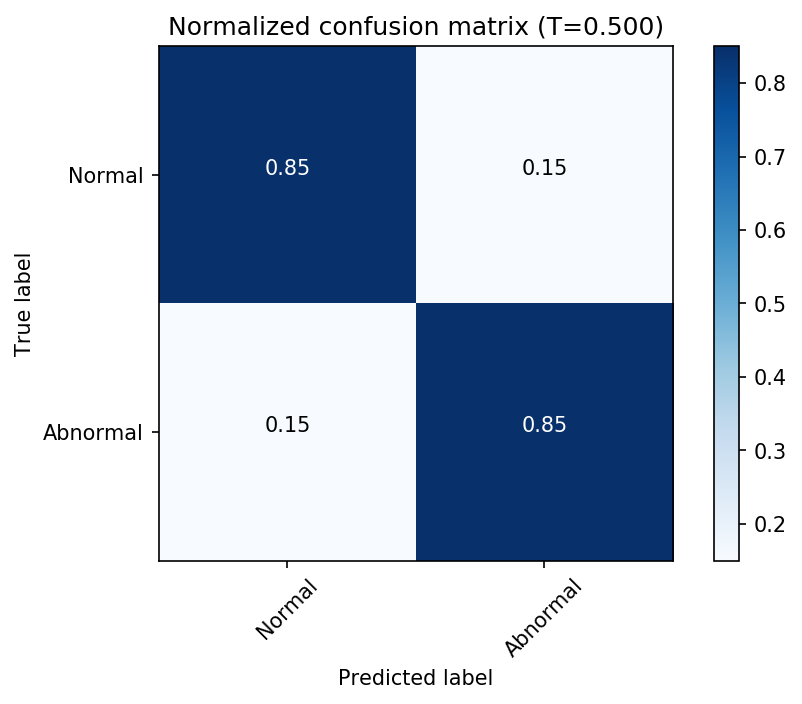 Normalized confusion matrix (T=0.500)
True label
Normal
0.85
0.15
Abnormal
0.15
0.85
Normal
Abnormal
Predicted label
0.8
0.7
0.6
0.5
0.4
0.3
0.2